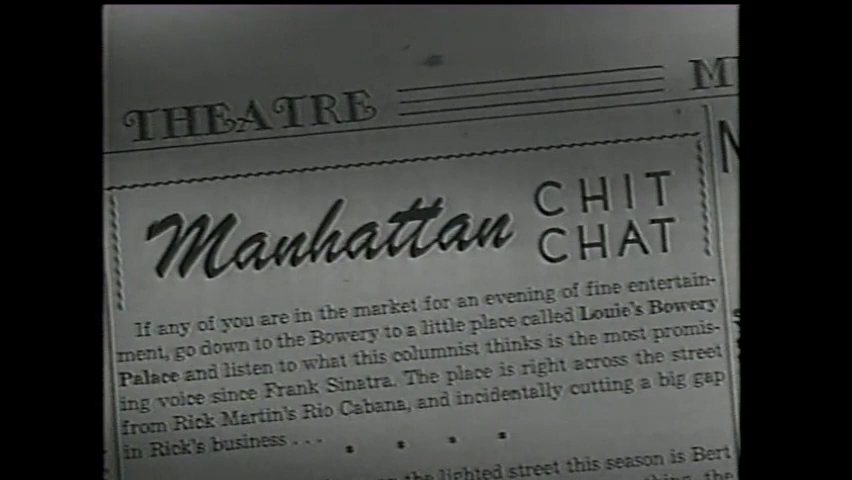 THEATRE
Manhattan CHIT CHAT
If any of you are in the market for an evening of fine entertain-
ment, go down to the Bowery to a little place called Louie's Bowery
Palace and listen to what this columnist thinks is the most promis-
ing voice since Frank Sinatra. The place is right across the street
from Rick Martin's Rio Cabana, and incidentally cutting a big gap
in Rick's business . . .
* * * *
the lighted street this season is Bert
the